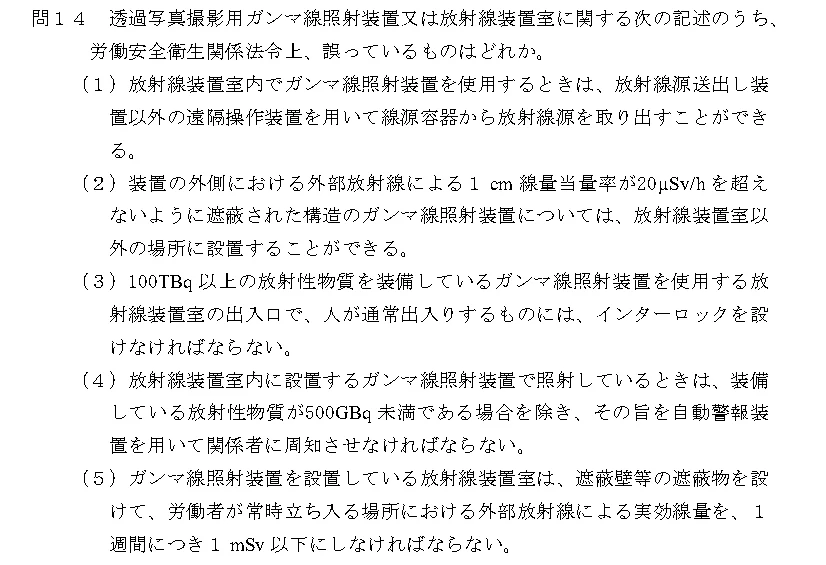 問１４　透過写真撮影用ガンマ線照射装置又は放射線装置室に関する次の記述のうち、
労働安全衛生関係法令上、誤っているものはどれか。
（１）放射線装置室内でガンマ線照射装置を使用するときは、放射線源送出し装
置以外の遠隔操作装置を用いて線源容器から放射線源を取り出すことができ
る。
（２）装置の外側における外部放射線による１ cm 線量当量率が20μSv/h を超え
ないように遮蔽された構造のガンマ線照射装置については、放射線装置室以
外の場所に設置することができる。
（３）100TBq 以上の放射性物質を装備しているガンマ線照射装置を使用する放
射線装置室の出入口で、人が通常出入りするものには、インターロックを設
けなければならない。
（４）放射線装置室内に設置するガンマ線照射装置で照射しているときは、装備
している放射性物質が500GBq 未満である場合を除き、その旨を自動警報装
置を用いて関係者に周知させなければならない。
（５）ガンマ線照射装置を設置している放射線装置室は、遮蔽壁等の遮蔽物を設
けて、労働者が常時立ち入る場所における外部放射線による実効線量を、１
週間につき１ mSv 以下にしなければならない。